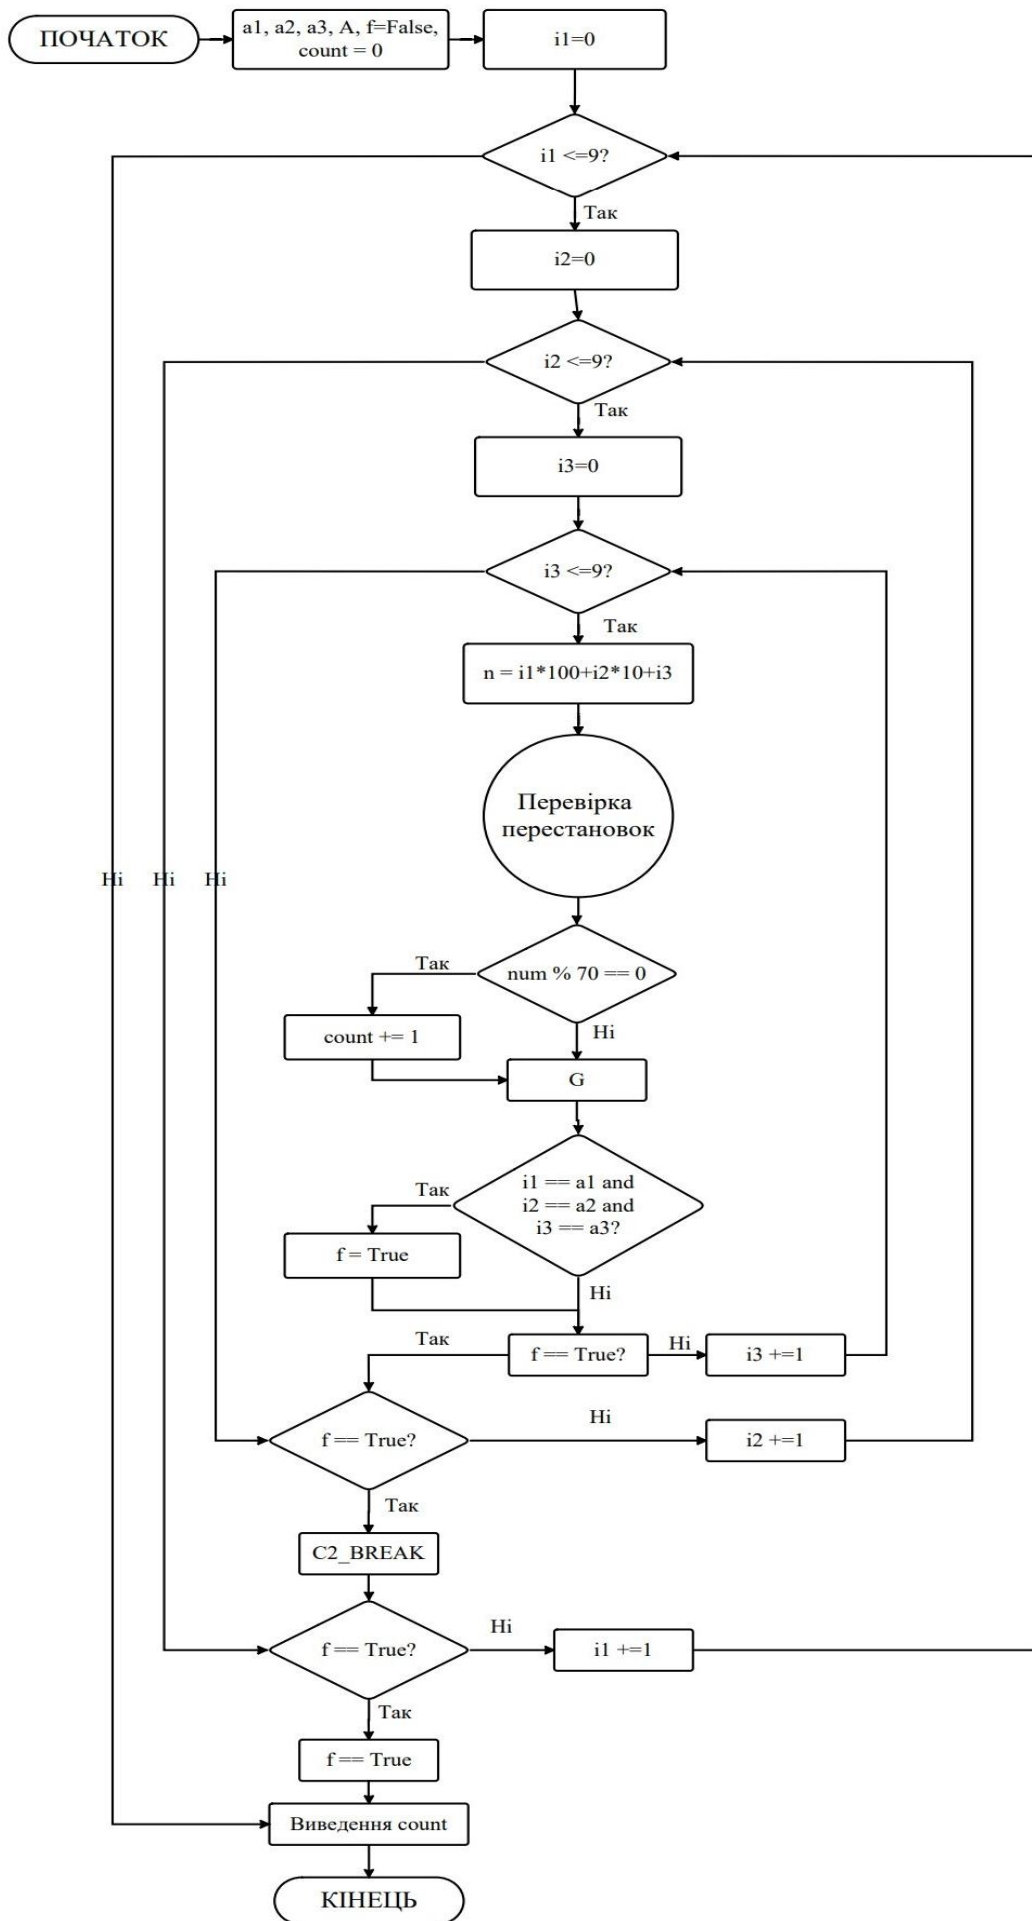 ПОЧАТОК
a1, a2, a3, A, f=False,
count = 0
i1=0
i1 <=9?
Так
i2=0
i2 <=9?
Так
i3=0
i3 <=9?
Так
n = i1*100+i2*10+i3
Перевірка
перестановок
Ні
Ні
Ні
num % 70 == 0
Так
count += 1
Ні
G
i1 == a1 and
i2 == a2 and
i3 == a3?
Так
f = True
Ні
Так
f == True?
Ні
i3 +=1
f == True?
Ні
i2 +=1
Так
C2_BREAK
f == True?
Ні
i1 +=1
Так
f == True
Виведення count
КІНЕЦЬ